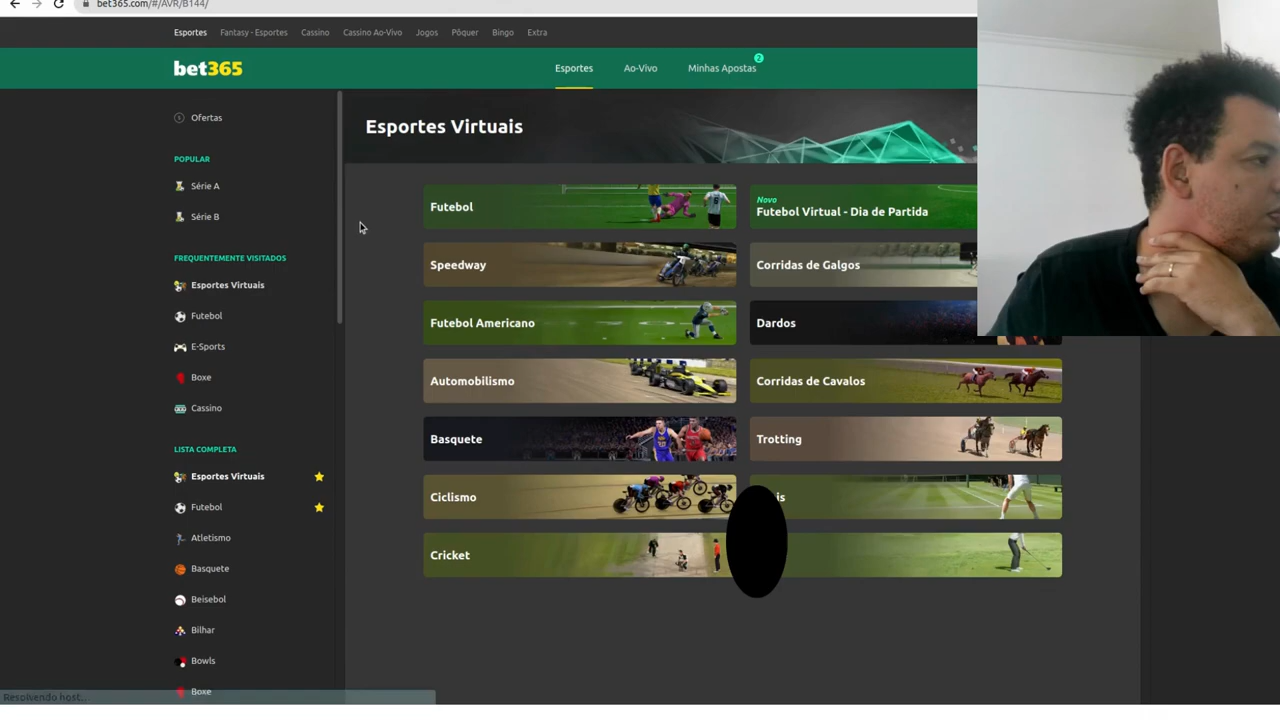 bet365.com/#/AVR/B144/
Esportes Fantasy - Esportes Cassino Cassino Ao-Vivo Jogos Pôquer Bingo Extra
bet365
Esportes Ao-Vivo Minhas Apostas 2
Ofertas
POPULAR
Série A
Série B
FREQUENTEMENTE VISITADOS
Esportes Virtuais
Futebol
E-Sports
Boxe
Cassino
LISTA COMPLETA
Esportes Virtuais
Futebol
Atletismo
Basquete
Beisebol
Bilhar
Bowls
Boxe
Esportes Virtuais
Futebol
Novo
Futebol Virtual - Dia de Partida
Speedway
Corridas de Galgos
Futebol Americano
Dardos
Automobilismo
Corridas de Cavalos
Basquete
Trotting
Ciclismo
Cricket
Resolvendo host...